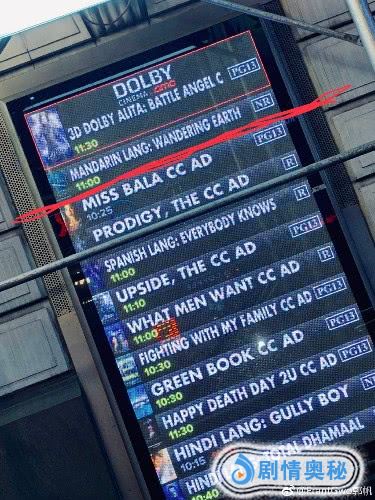 DOLBY
CINEMA AMC
3D DOLBY ALITA: BATTLE ANGEL C PG13
11:30
MANDARIN LANG: WANDERING EARTH NR
11:00
MISS BALA CC AD PG13
10:25
PRODIGY, THE CC AD R
SPANISH LANG: EVERYBODY KNOWS R
11:00
UPSIDE, THE CC AD PG13
11:10
WHAT MEN WANT CC AD R
11:00
FIGHTING WITH MY FAMILY CC AD PG13
10:30
GREEN BOOK CC AD PG13
10:30
HAPPY DEATH DAY 2U CC AD PG13
11:30
HINDI LANG: GULLY BOY NR
10:15
TOTAL DHAMAAL
10:40
剧情奥秘